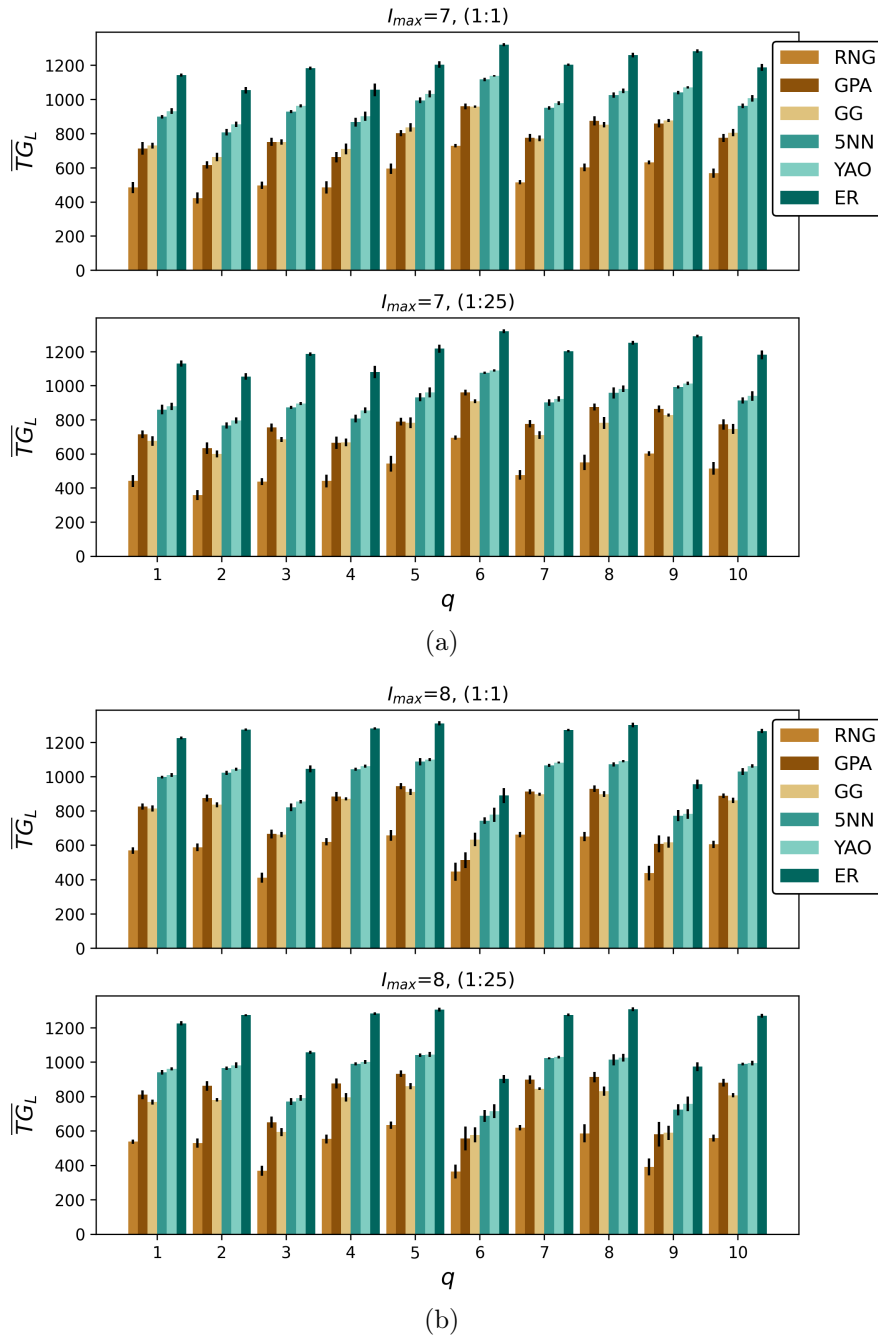 I_max=7, (1:1)
1200
1000
800
600
400
200
0
TG_L
RNG
GPA
GG
5NN
YAO
ER
I_max=7, (1:25)
1200
1000
800
600
400
200
0
TG_L
1 2 3 4 5 6 7 8 9 10
q
(a)
I_max=8, (1:1)
1200
1000
800
600
400
200
0
TG_L
RNG
GPA
GG
5NN
YAO
ER
I_max=8, (1:25)
1200
1000
800
600
400
200
0
TG_L
1 2 3 4 5 6 7 8 9 10
q
(b)